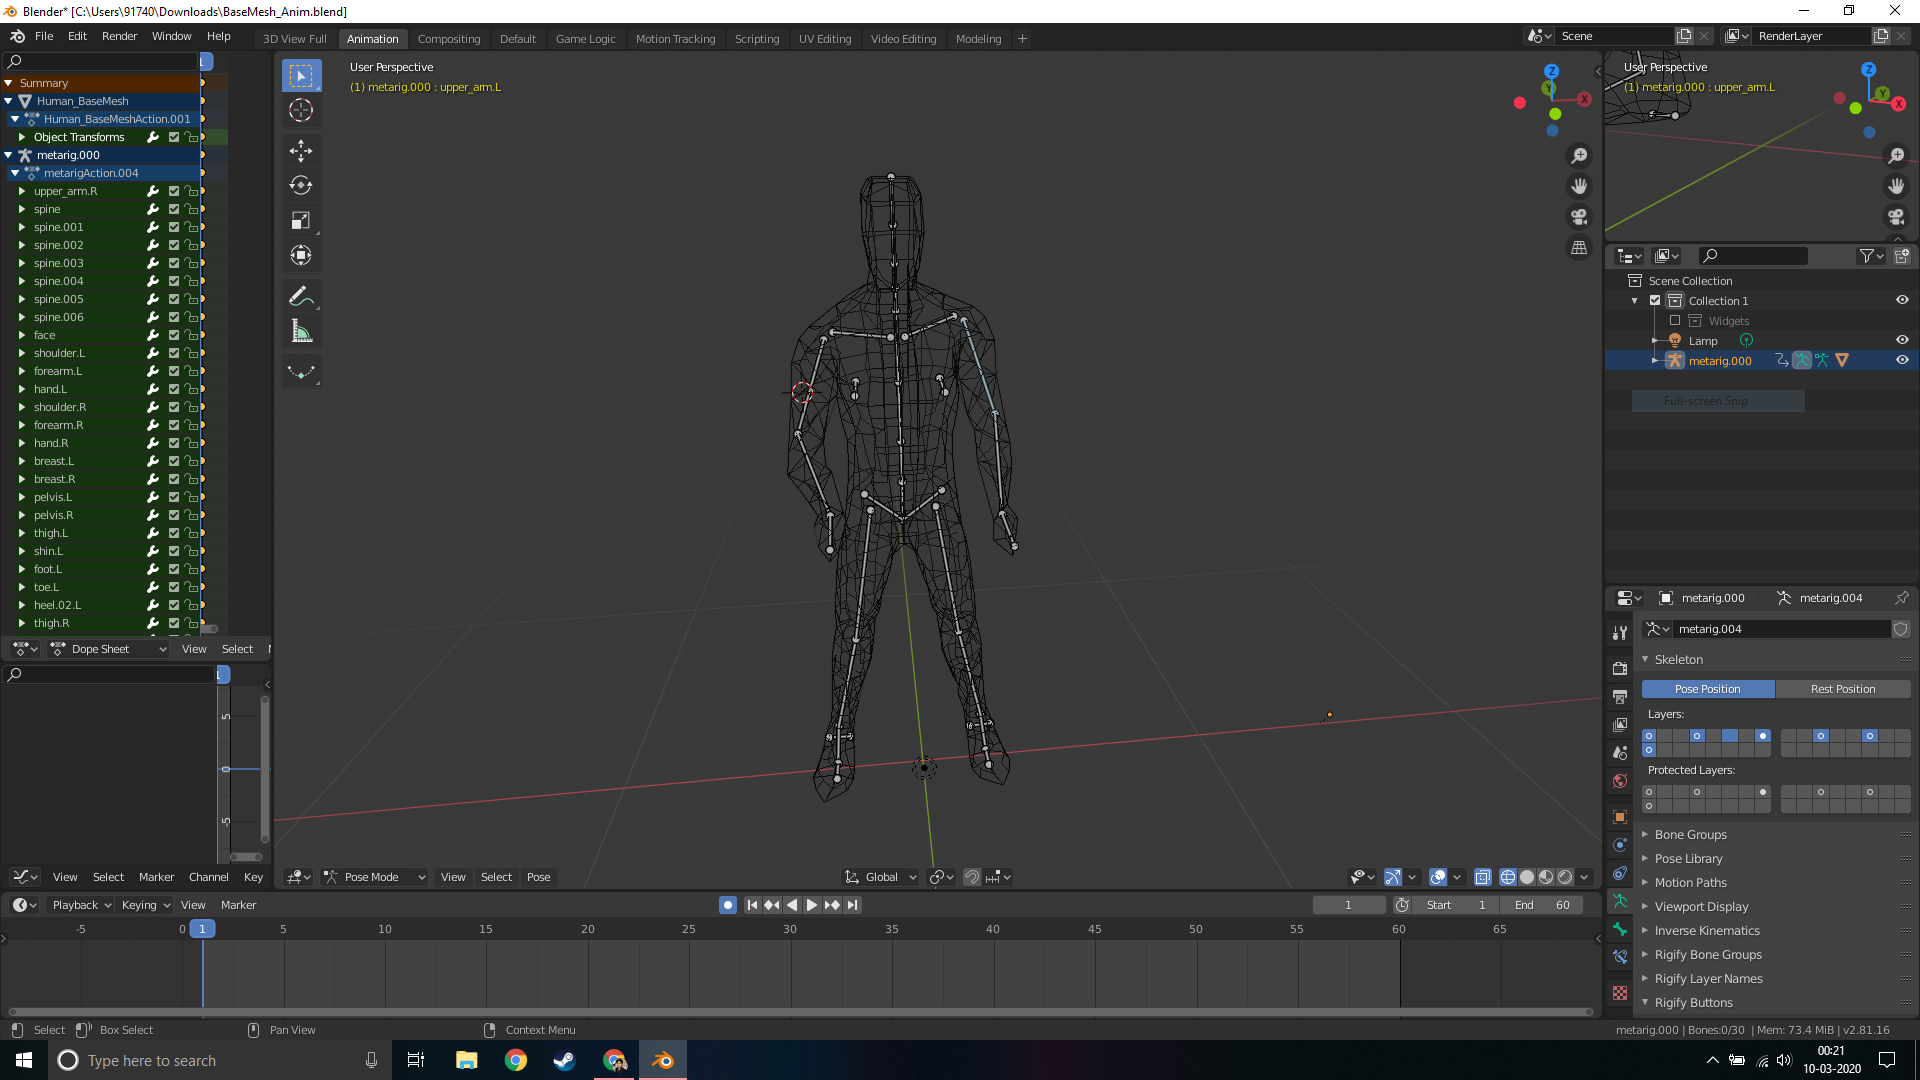 Blender* [C:\Users\91740\Downloads\BaseMesh_Anim.blend]
File Edit Render Window Help
3D View Full Animation Compositing Default Game Logic Motion Tracking Scripting UV Editing Video Editing Modeling +
Scene
RenderLayer
1
Summary
Human_BaseMesh
Human_BaseMeshAction.001
Object Transforms
metarig.000
metarigAction.004
upper_arm.R
spine
spine.001
spine.002
spine.003
spine.004
spine.005
spine.006
face
shoulder.L
forearm.L
hand.L
shoulder.R
forearm.R
hand.R
breast.L
breast.R
pelvis.L
pelvis.R
thigh.L
shin.L
foot.L
toe.L
heel.02.L
thigh.R
Dope Sheet View Select
1
5
0
-5
View Select Marker Channel Key
User Perspective
(1) metarig.000 : upper_arm.L
Z
Y
X
Pose Mode View Select Pose
Global
User Perspective
(1) metarig.000 : upper_arm.L
Z
Y
X
Scene Collection
Collection 1
Widgets
Lamp
metarig.000
Full-screen Snip
metarig.000 metarig.004
metarig.004
Skeleton
Pose Position Rest Position
Layers:
Protected Layers:
Bone Groups
Pose Library
Motion Paths
Viewport Display
Inverse Kinematics
Rigify Bone Groups
Rigify Layer Names
Rigify Buttons
Playback Keying View Marker
1 Start 1 End 60
-5 0 1 5 10 15 20 25 30 35 40 45 50 55 60 65
Select Box Select Pan View Context Menu
metarig.000 | Bones:0/30 | Mem: 73.4 MiB | v2.81.16
Type here to search
00:21
10-03-2020